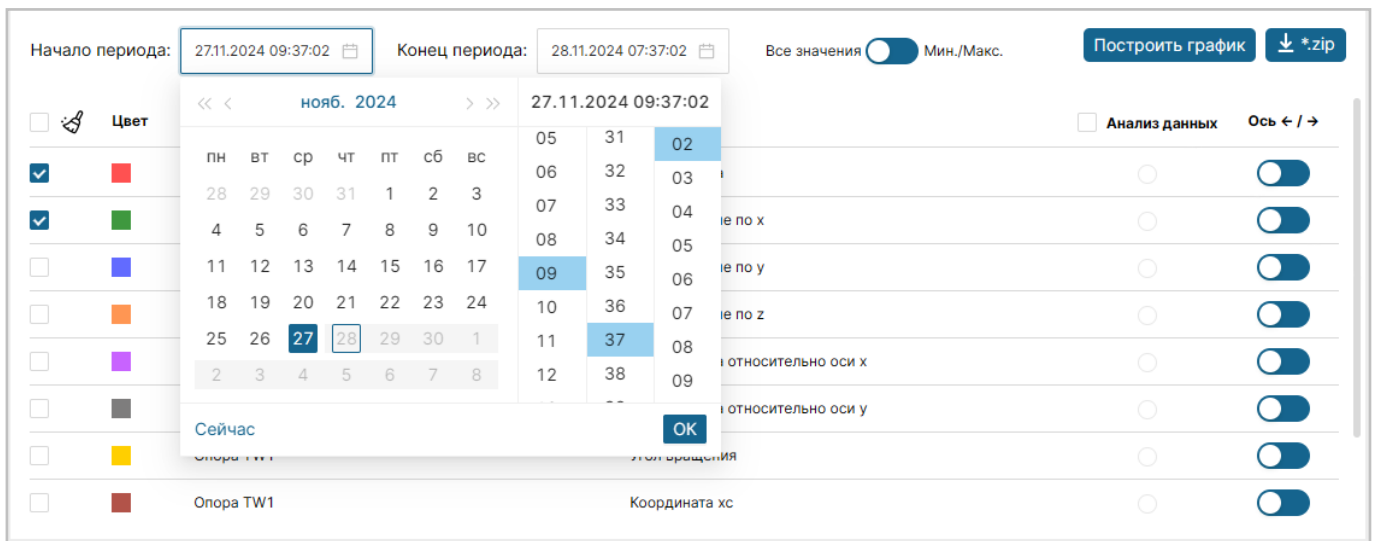 Начало периода: 27.11.2024 09:37:02 Конец периода: 28.11.2024 07:37:02 Все значения Мин./Макс. Построить график *.zip
<< < нояб. 2024 > >> 27.11.2024 09:37:02
Цвет Анализ данных Ось ← / →
пн вт ср чт пт сб вс 05 31 02
28 29 30 31 1 2 3 06 32 03
4 5 6 7 8 9 10 07 33 04 по x
11 12 13 14 15 16 17 08 34 05 по y
18 19 20 21 22 23 24 09 35 06 по z
25 26 27 28 29 30 1 10 36 07
2 3 4 5 6 7 8 11 37 08 относительно оси x
12 38 09 относительно оси y
Сейчас OK
Опора TW1 Угол вращения
Опора TW1 Координата xc